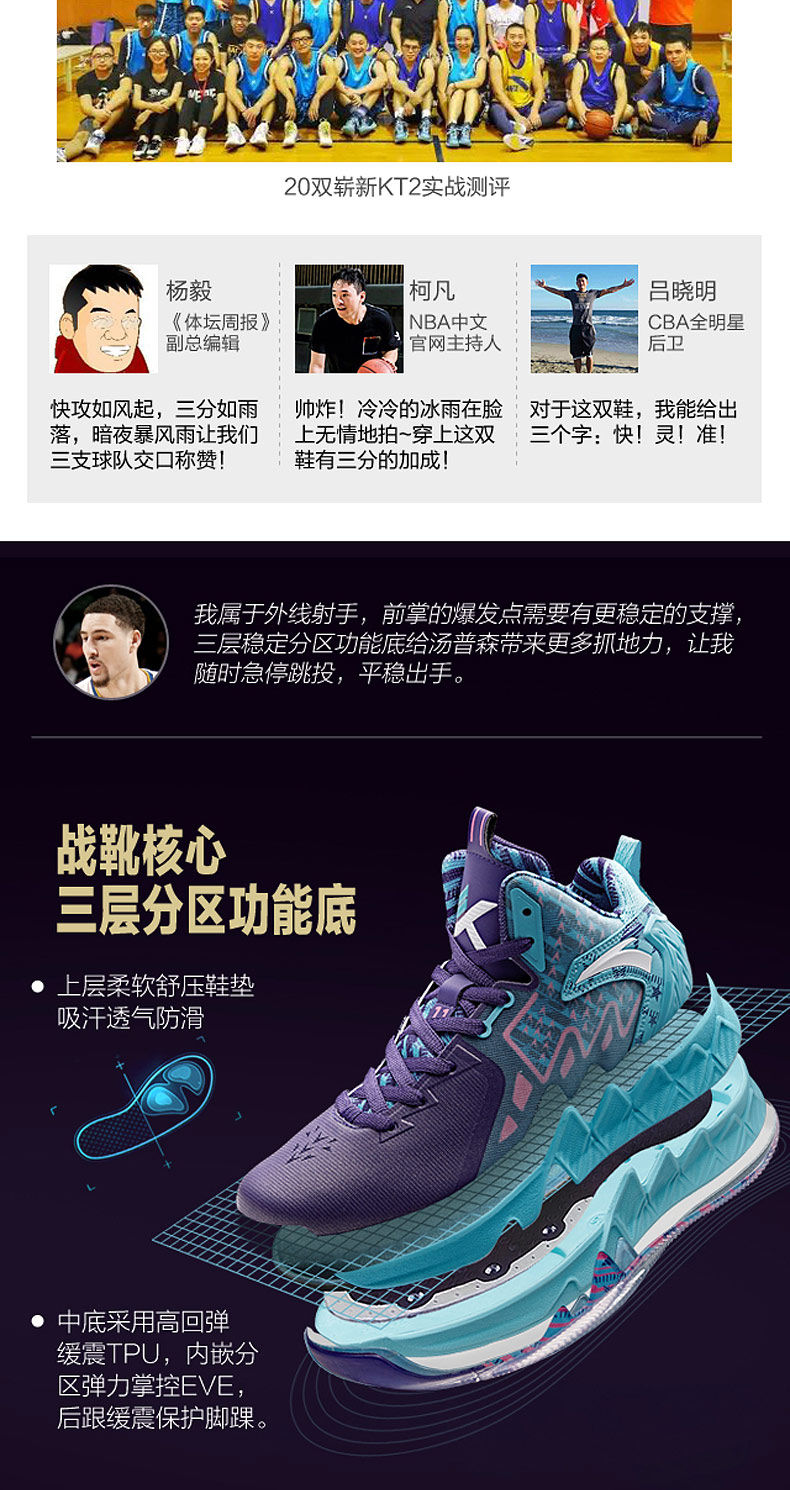 20双崭新KT2实战测评
杨毅
《体坛周报》
副总编辑
快攻如风起，三分如雨
落，暗夜暴风雨让我们
三支球队交口称赞！
柯凡
NBA中文
官网主持人
帅炸！冷冷的冰雨在脸
上无情地拍~穿上这双
鞋有三分的加成！
吕晓明
CBA全明星
后卫
对于这双鞋，我能给出
三个字：快！灵！准！
我属于外线射手，前掌的爆发点需要有更稳定的支撑，
三层稳定分区功能底给汤普森带来更多抓地力，让我
随时急停跳投，平稳出手。
战靴核心
三层分区功能底
上层柔软舒压鞋垫
吸汗透气防滑
K
11
中底采用高回弹
缓震TPU，内嵌分
区弹力掌控EVE，
后跟缓震保护脚踝。